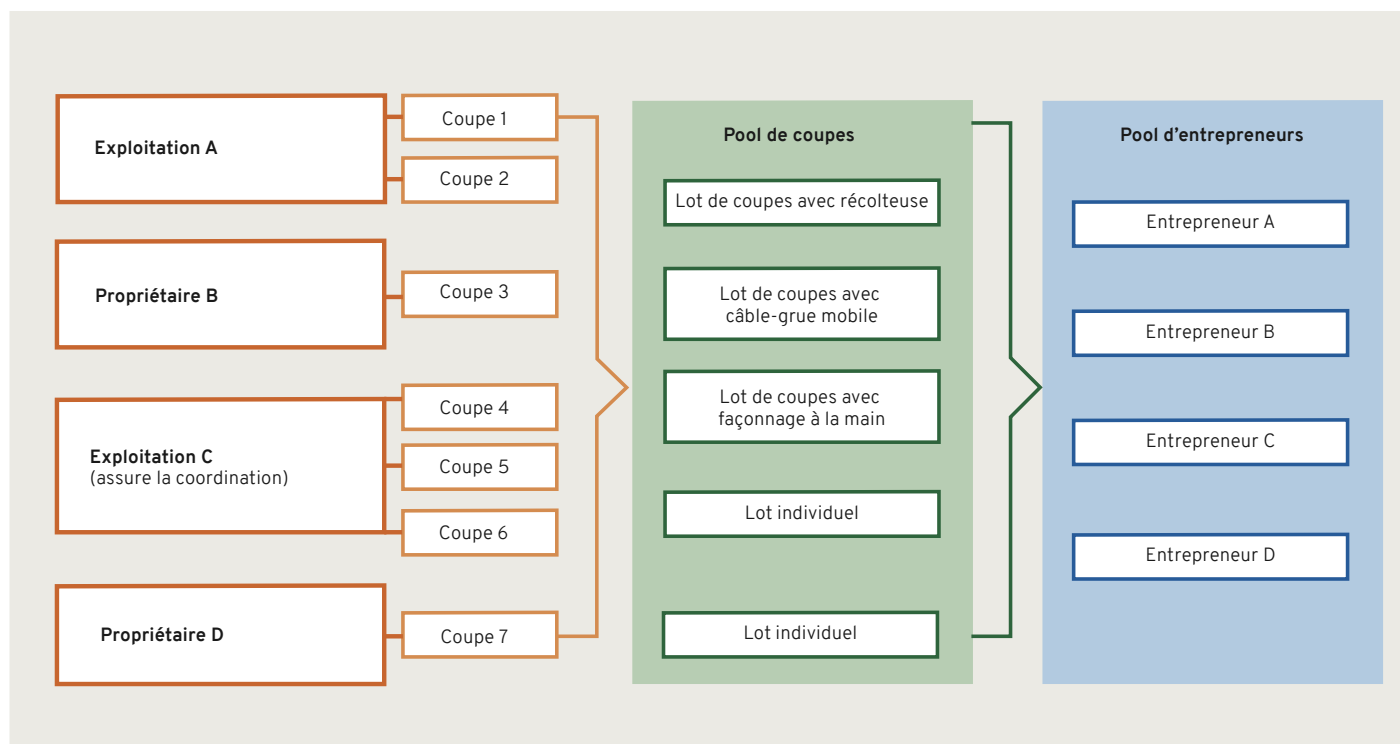 Exploitation A
Coupe 1
Coupe 2
Propriétaire B
Coupe 3
Exploitation C
(assure la coordination)
Coupe 4
Coupe 5
Coupe 6
Propriétaire D
Coupe 7
Pool de coupes
Lot de coupes avec récolteuse
Lot de coupes avec
câble-grue mobile
Lot de coupes avec
façonnage à la main
Lot individuel
Lot individuel
Pool d’entrepreneurs
Entrepreneur A
Entrepreneur B
Entrepreneur C
Entrepreneur D